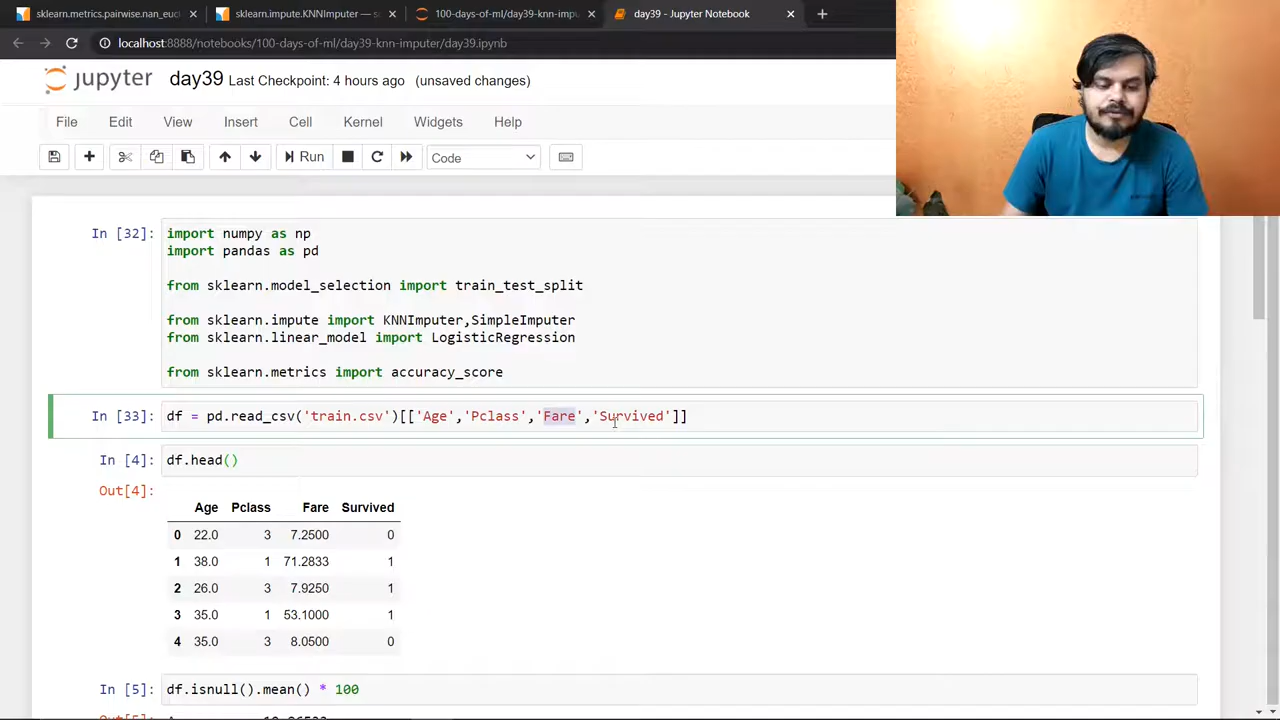 sklearn.metrics.pairwise.nan_euc
sklearn.impute.KNNImputer — s
100-days-of-ml/day39-knn-impu
day39 - Jupyter Notebook
localhost:8888/notebooks/100-days-of-ml/day39-knn-imputer/day39.ipynb
jupyter day39 Last Checkpoint: 4 hours ago (unsaved changes)
File Edit View Insert Cell Kernel Widgets Help
Run Code
In [32]: import numpy as np
import pandas as pd
from sklearn.model_selection import train_test_split
from sklearn.impute import KNNImputer,SimpleImputer
from sklearn.linear_model import LogisticRegression
from sklearn.metrics import accuracy_score
In [33]: df = pd.read_csv('train.csv')[['Age','Pclass','Fare','Survived']]
In [4]: df.head()
Out[4]:
Age Pclass Fare Survived
0 22.0 3 7.2500 0
1 38.0 1 71.2833 1
2 26.0 3 7.9250 1
3 35.0 1 53.1000 1
4 35.0 3 8.0500 0
In [5]: df.isnull().mean() * 100